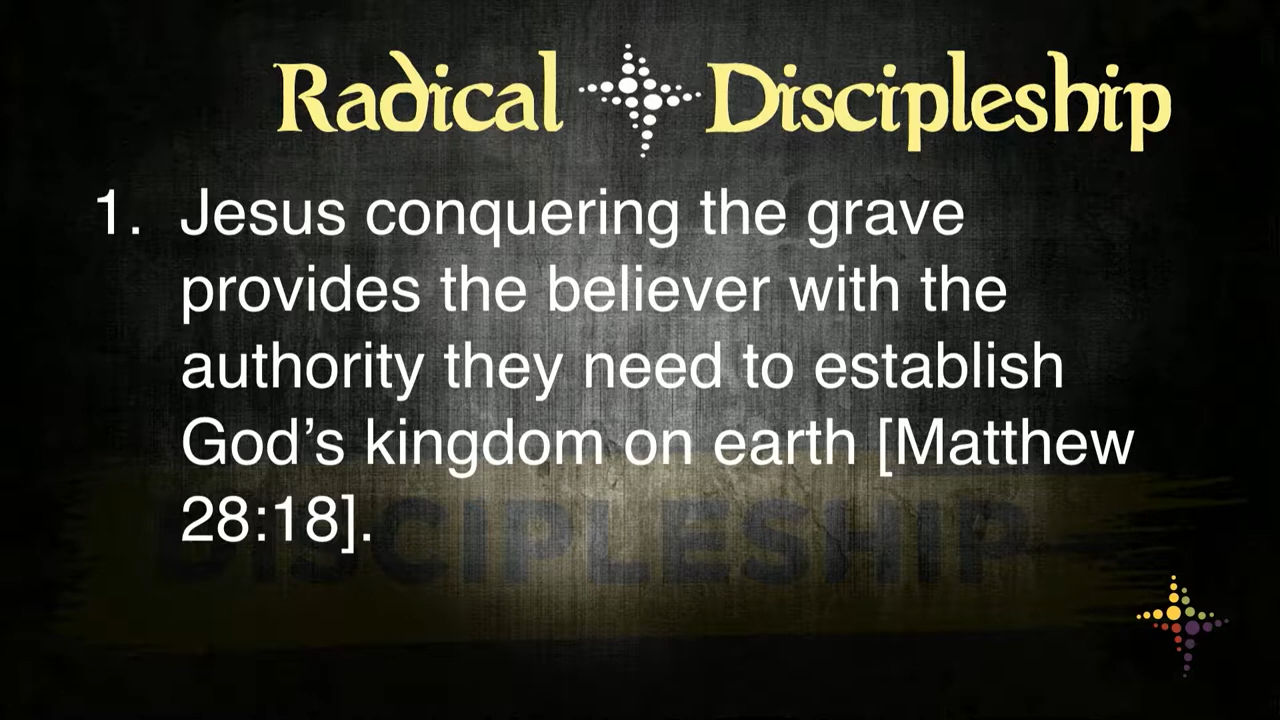 Radical Discipleship
1. Jesus conquering the grave
provides the believer with the
authority they need to establish
God’s kingdom on earth [Matthew
28:18].
DISCIPLESHIP